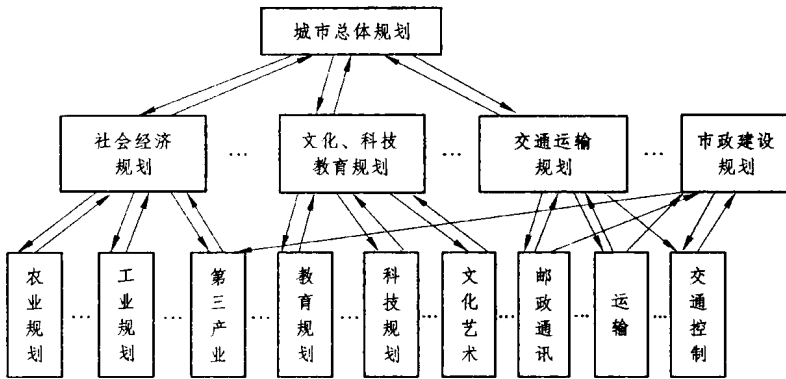 城市总体规划
社会经济
规划
…
文化、科技
教育规划
…
交通运输
规划
…
市政建设
规划
农业规划
…
工业规划
…
第三产业
…
教育规划
…
科技规划
…
文化艺术
…
邮政通讯
…
运输
…
交通控制